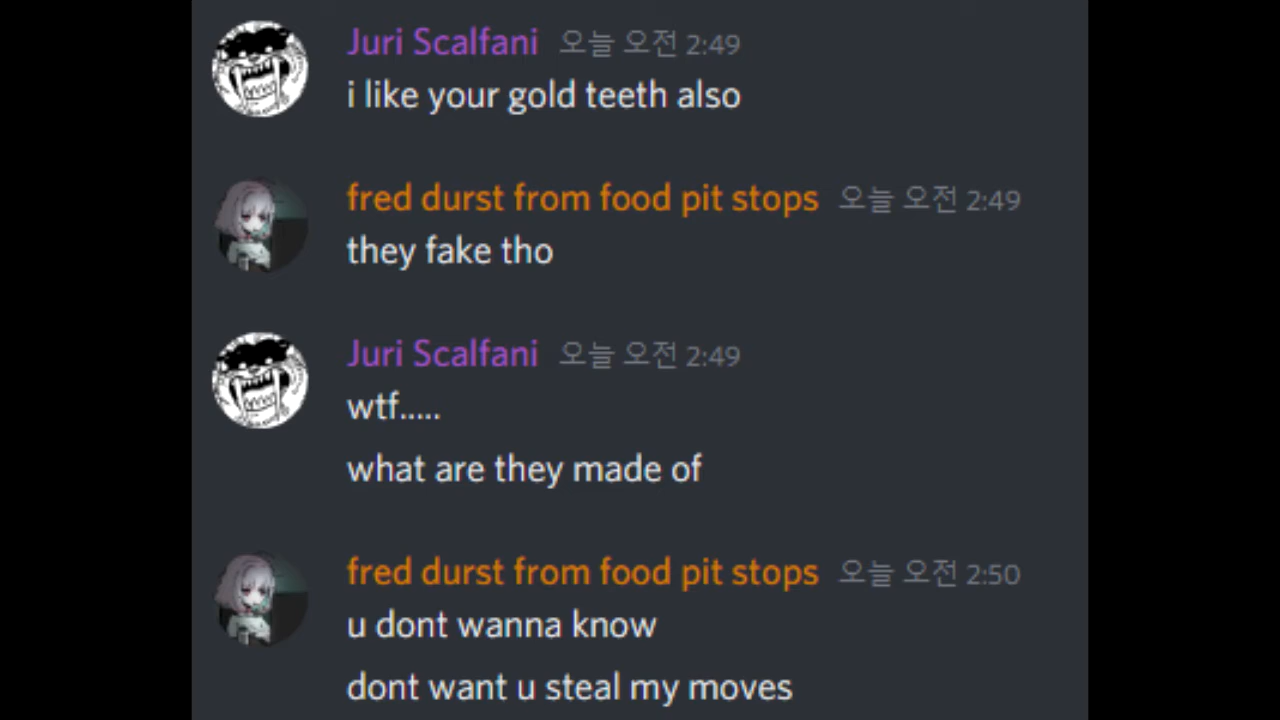 Juri Scalfani 오늘 오전 2:49
i like your gold teeth also
fred durst from food pit stops 오늘 오전 2:49
they fake tho
Juri Scalfani 오늘 오전 2:49
wtf.....
what are they made of
fred durst from food pit stops 오늘 오전 2:50
u dont wanna know
dont want u steal my moves